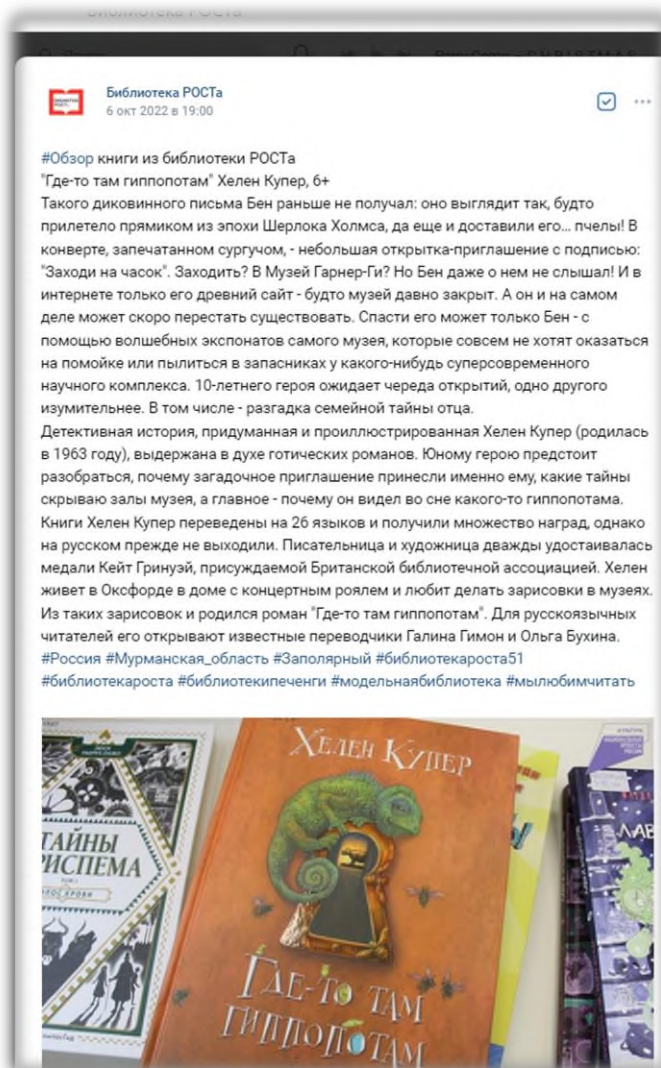 Библиотека РОСТа
Библиотека РОСТа
6 окт 2022 в 19:00
#Обзор книги из библиотеки РОСТа
"Где-то там гиппопотам" Хелен Купер, 6+
Такого диковинного письма Бен раньше не получал: оно выглядит так, будто
прилетело прямиком из эпохи Шерлока Холмса, да еще и доставили его... пчелы! В
конверте, запечатанном сургучом, - небольшая открытка-приглашение с подписью:
"Заходи на часок". Заходить? В Музей Гарнер-Ги? Но Бен даже о нем не слышал! И в
интернете только его древний сайт - будто музей давно закрыт. А он и на самом
деле может скоро перестать существовать. Спасти его может только Бен - с
помощью волшебных экспонатов самого музея, которые совсем не хотят оказаться
на помойке или пылиться в запасниках у какого-нибудь суперсовременного
научного комплекса. 10-летнего героя ожидает череда открытий, одно другого
изумительнее. В том числе - разгадка семейной тайны отца.
Детективная история, придуманная и проиллюстрированная Хелен Купер (родилась
в 1963 году), выдержана в духе готических романов. Юному герою предстоит
разобраться, почему загадочное приглашение принесли именно ему, какие тайны
скрываю залы музея, а главное - почему он видел во сне какого-то гиппопотама.
Книги Хелен Купер переведены на 26 языков и получили множество наград, однако
на русском прежде не выходили. Писательница и художница дважды удостаивалась
медали Кейт Гринуэй, присуждаемой Британской библиотечной ассоциацией. Хелен
живет в Оксфорде в доме с концертным роялем и любит делать зарисовки в музеях.
Из таких зарисовок и родился роман "Где-то там гиппопотам". Для русскоязычных
читателей его открывают известные переводчики Галина Гимон и Ольга Бухина.
#Россия #Мурманская_область #Заполярный #библиотекароста51
#библиотекароста #библиотекипеченги #модельнаябиблиотека #мылюбимчитать
ХЕЛЕН КУПЕР
ТАЙНЫ
РИСПЕМА
ЛАВ
ГДЕ-ТО ТАМ
ГИППОПОТАМ